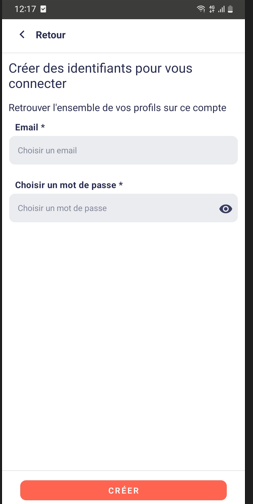 12:17
Retour
Créer des identifiants pour vous
connecter
Retrouver l'ensemble de vos profils sur ce compte
Email *
Choisir un email
Choisir un mot de passe *
Choisir un mot de passe
CRÉER